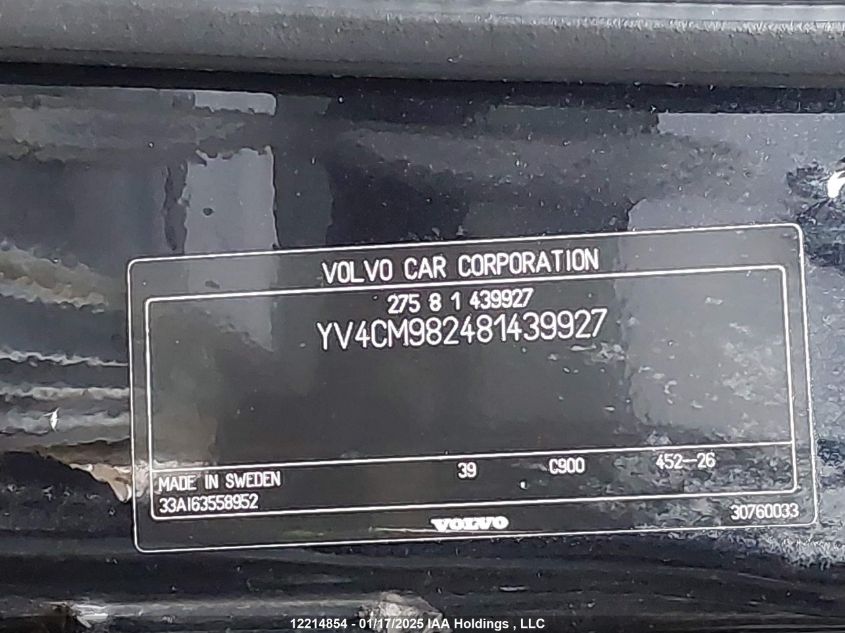 VOLVO CAR CORPORATION
275 8 1 439927
YV4CM982481439927
MADE IN SWEDEN 39 C900 452-26
33AI63558952
VOLVO 30760033
12214854 - 01/17/2025 IAA Holdings , LLC